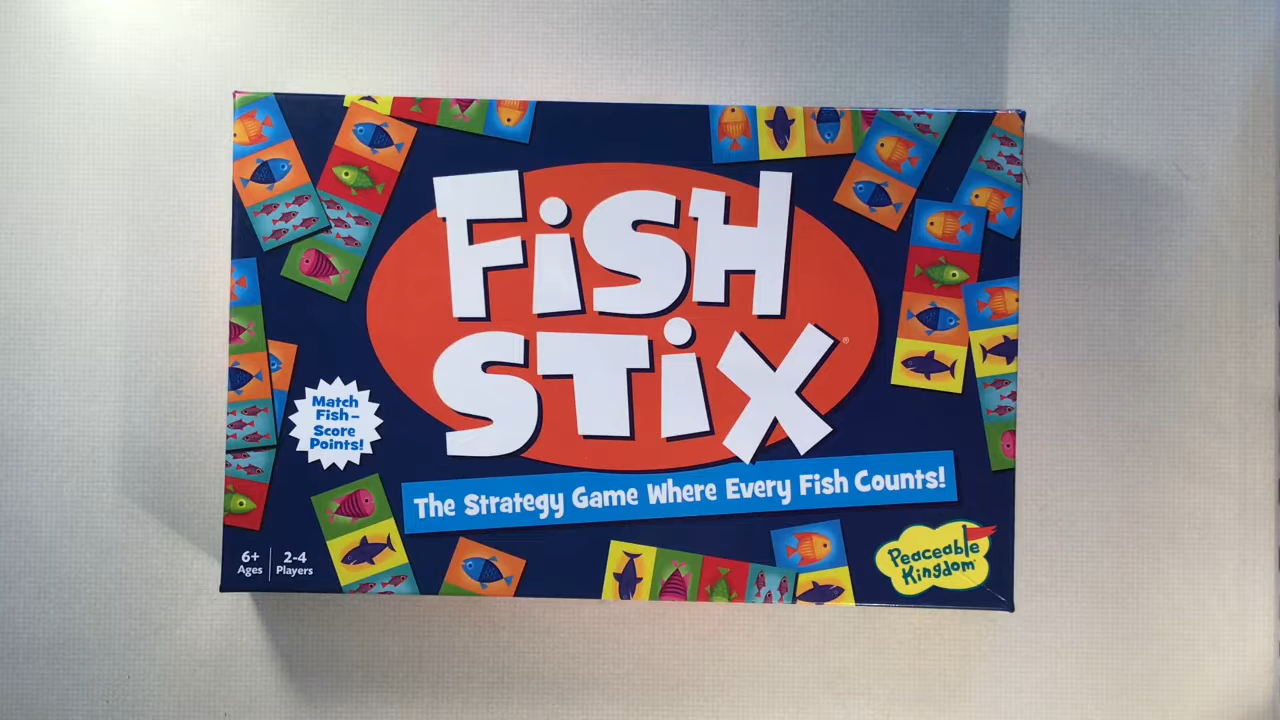 FiSH
STiX®
Match
Fish–
Score
Points!
The Strategy Game Where Every Fish Counts!
6+
Ages
2-4
Players
Peaceable
Kingdom